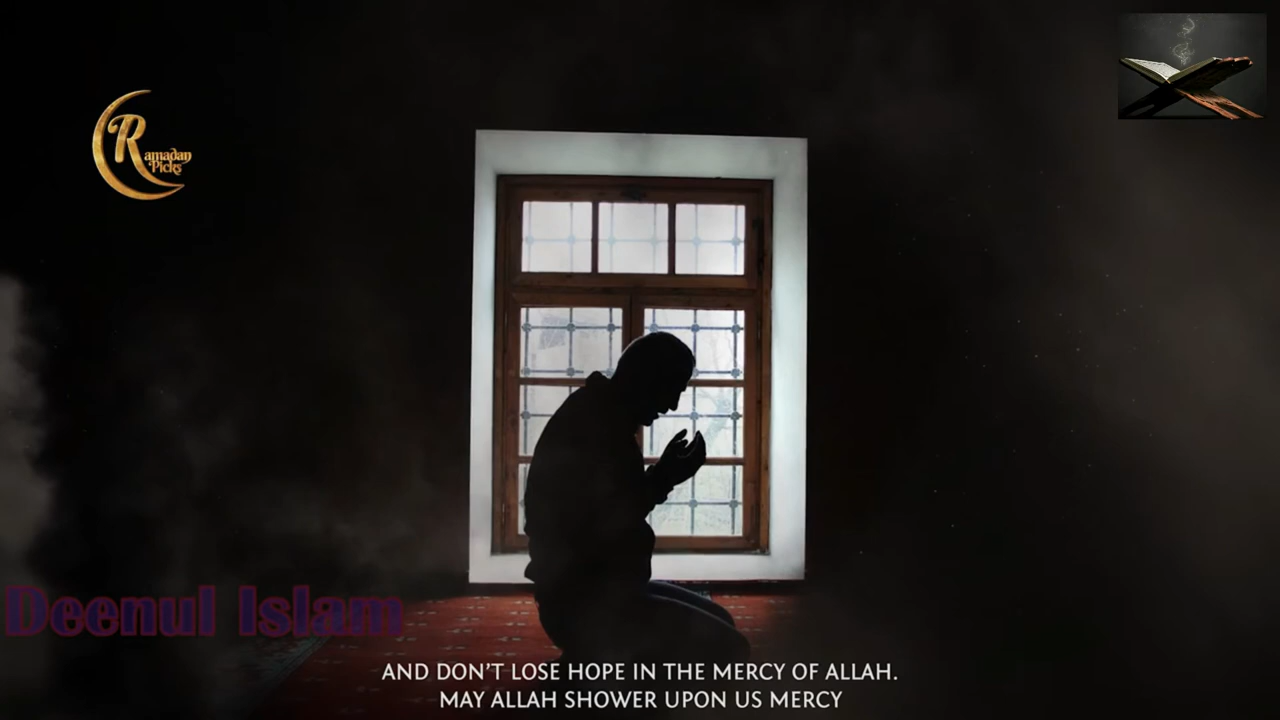 Ramadan
Picks
Deenul Islam
AND DON'T LOSE HOPE IN THE MERCY OF ALLAH.
MAY ALLAH SHOWER UPON US MERCY